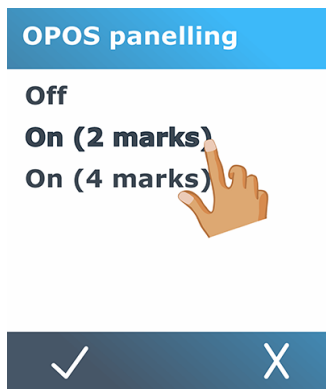 OPOS panelling
Off
On (2 marks)
On (4 marks)